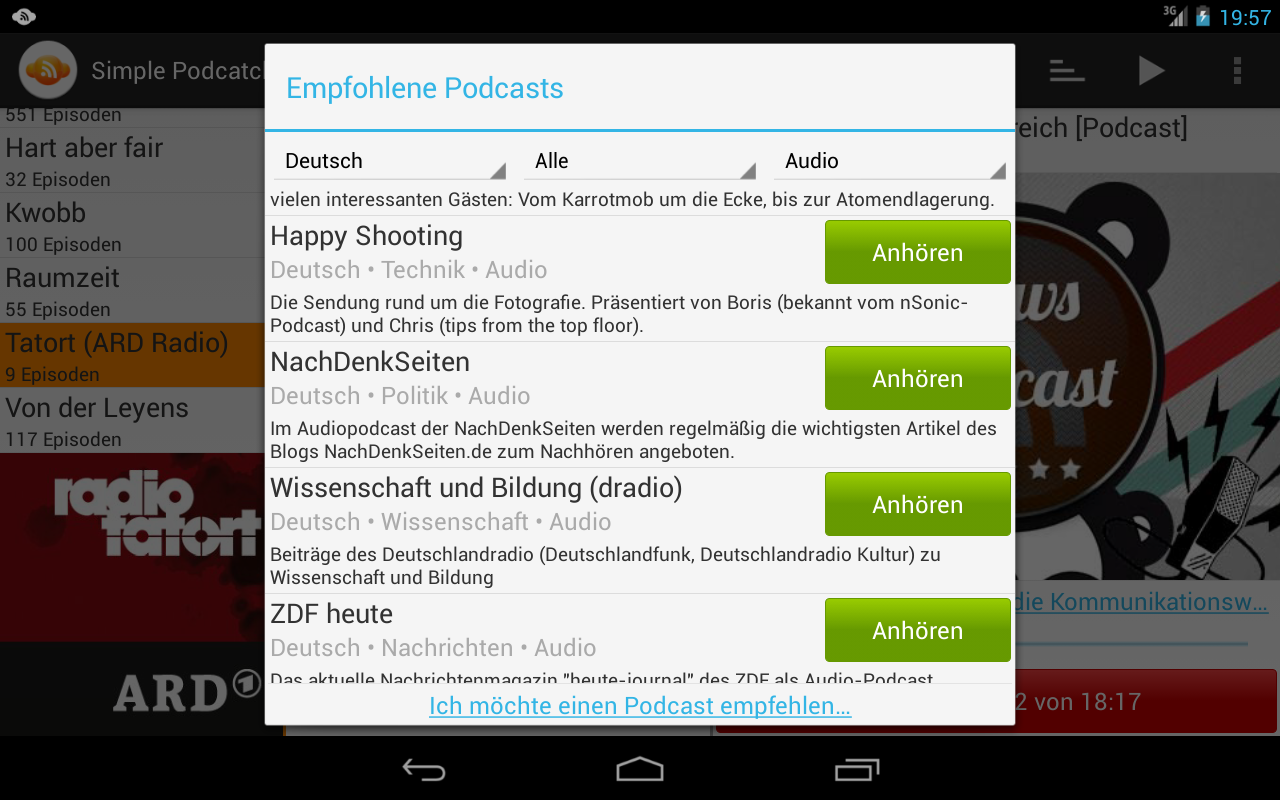 3G
19:57
Simple Podcatc
551 Episoden
Hart aber fair
32 Episoden
Kwobb
100 Episoden
Raumzeit
55 Episoden
Tatort (ARD Radio)
9 Episoden
Von der Leyens
117 Episoden
radio
tatort
ARD
Empfohlene Podcasts
Deutsch
Alle
Audio
vielen interessanten Gästen: Vom Karrotmob um die Ecke, bis zur Atomendlagerung.
Happy Shooting
Anhören
Deutsch • Technik • Audio
Die Sendung rund um die Fotografie. Präsentiert von Boris (bekannt vom nSonic-
Podcast) und Chris (tips from the top floor).
NachDenkSeiten
Anhören
Deutsch • Politik • Audio
Im Audiopodcast der NachDenkSeiten werden regelmäßig die wichtigsten Artikel des
Blogs NachDenkSeiten.de zum Nachhören angeboten.
Wissenschaft und Bildung (dradio)
Anhören
Deutsch • Wissenschaft • Audio
Beiträge des Deutschlandradio (Deutschlandfunk, Deutschlandradio Kultur) zu
Wissenschaft und Bildung
ZDF heute
Anhören
Deutsch • Nachrichten • Audio
Das aktuelle Nachrichtenmagazin "heute-journal" des ZDF als Audio-Podcast
Ich möchte einen Podcast empfehlen…
reich [Podcast]
ws
cast
die Kommunikationsw…
2 von 18:17